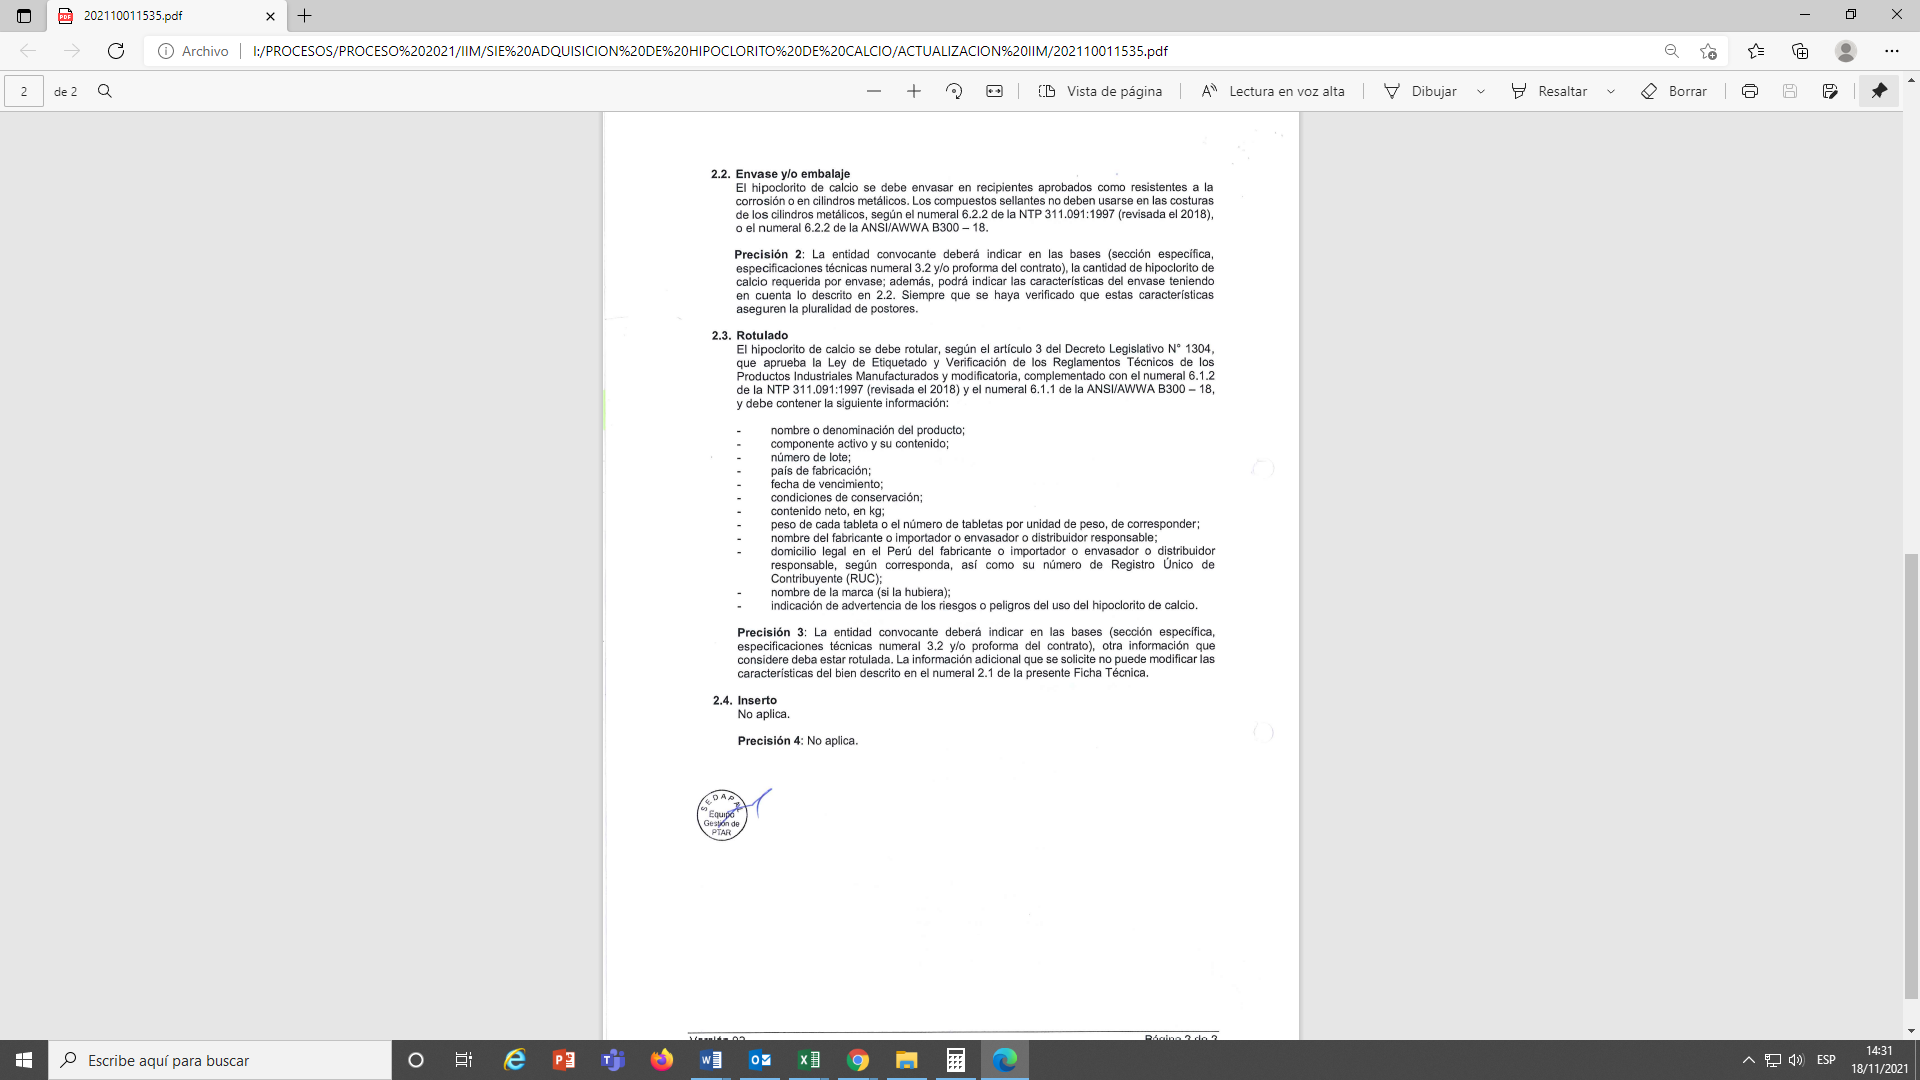 202110011535.pdf
Archivo
I:/PROCESOS/PROCESO%202021/IIM/SIE%20ADQUISICION%20DE%20HIPOCLORITO%20DE%20CALCIO/ACTUALIZACION%20IIM/202110011535.pdf
2 de 2
Vista de página
Lectura en voz alta
Dibujar
Resaltar
Borrar
2.2. Envase y/o embalaje
El hipoclorito de calcio se debe envasar en recipientes aprobados como resistentes a la
corrosión o en cilindros metálicos. Los compuestos sellantes no deben usarse en las costuras
de los cilindros metálicos, según el numeral 6.2.2 de la NTP 311.091:1997 (revisada el 2018),
o el numeral 6.2.2 de la ANSI/AWWA B300 – 18.
Precisión 2: La entidad convocante deberá indicar en las bases (sección específica,
especificaciones técnicas numeral 3.2 y/o proforma del contrato), la cantidad de hipoclorito de
calcio requerida por envase; además, podrá indicar las características del envase teniendo
en cuenta lo descrito en 2.2. Siempre que se haya verificado que estas características
aseguren la pluralidad de postores.
2.3. Rotulado
El hipoclorito de calcio se debe rotular, según el artículo 3 del Decreto Legislativo N° 1304,
que aprueba la Ley de Etiquetado y Verificación de los Reglamentos Técnicos de los
Productos Industriales Manufacturados y modificatoria, complementado con el numeral 6.1.2
de la NTP 311.091:1997 (revisada el 2018) y el numeral 6.1.1 de la ANSI/AWWA B300 – 18,
y debe contener la siguiente información:
- nombre o denominación del producto;
- componente activo y su contenido;
- número de lote;
- país de fabricación;
- fecha de vencimiento;
- condiciones de conservación;
- contenido neto, en kg;
- peso de cada tableta o el número de tabletas por unidad de peso, de corresponder;
- nombre del fabricante o importador o envasador o distribuidor responsable;
- domicilio legal en el Perú del fabricante o importador o envasador o distribuidor
responsable, según corresponda, así como su número de Registro Único de
Contribuyente (RUC);
- nombre de la marca (si la hubiera);
- indicación de advertencia de los riesgos o peligros del uso del hipoclorito de calcio.
Precisión 3: La entidad convocante deberá indicar en las bases (sección específica,
especificaciones técnicas numeral 3.2 y/o proforma del contrato), otra información que
considere deba estar rotulada. La información adicional que se solicite no puede modificar las
características del bien descrito en el numeral 2.1 de la presente Ficha Técnica.
2.4. Inserto
No aplica.
Precisión 4: No aplica.
SEDAPAL
Equipo
Gestión de
PTAR
Versión 02
Página 2 de 2
Escribe aquí para buscar
ESP
14:31
18/11/2021